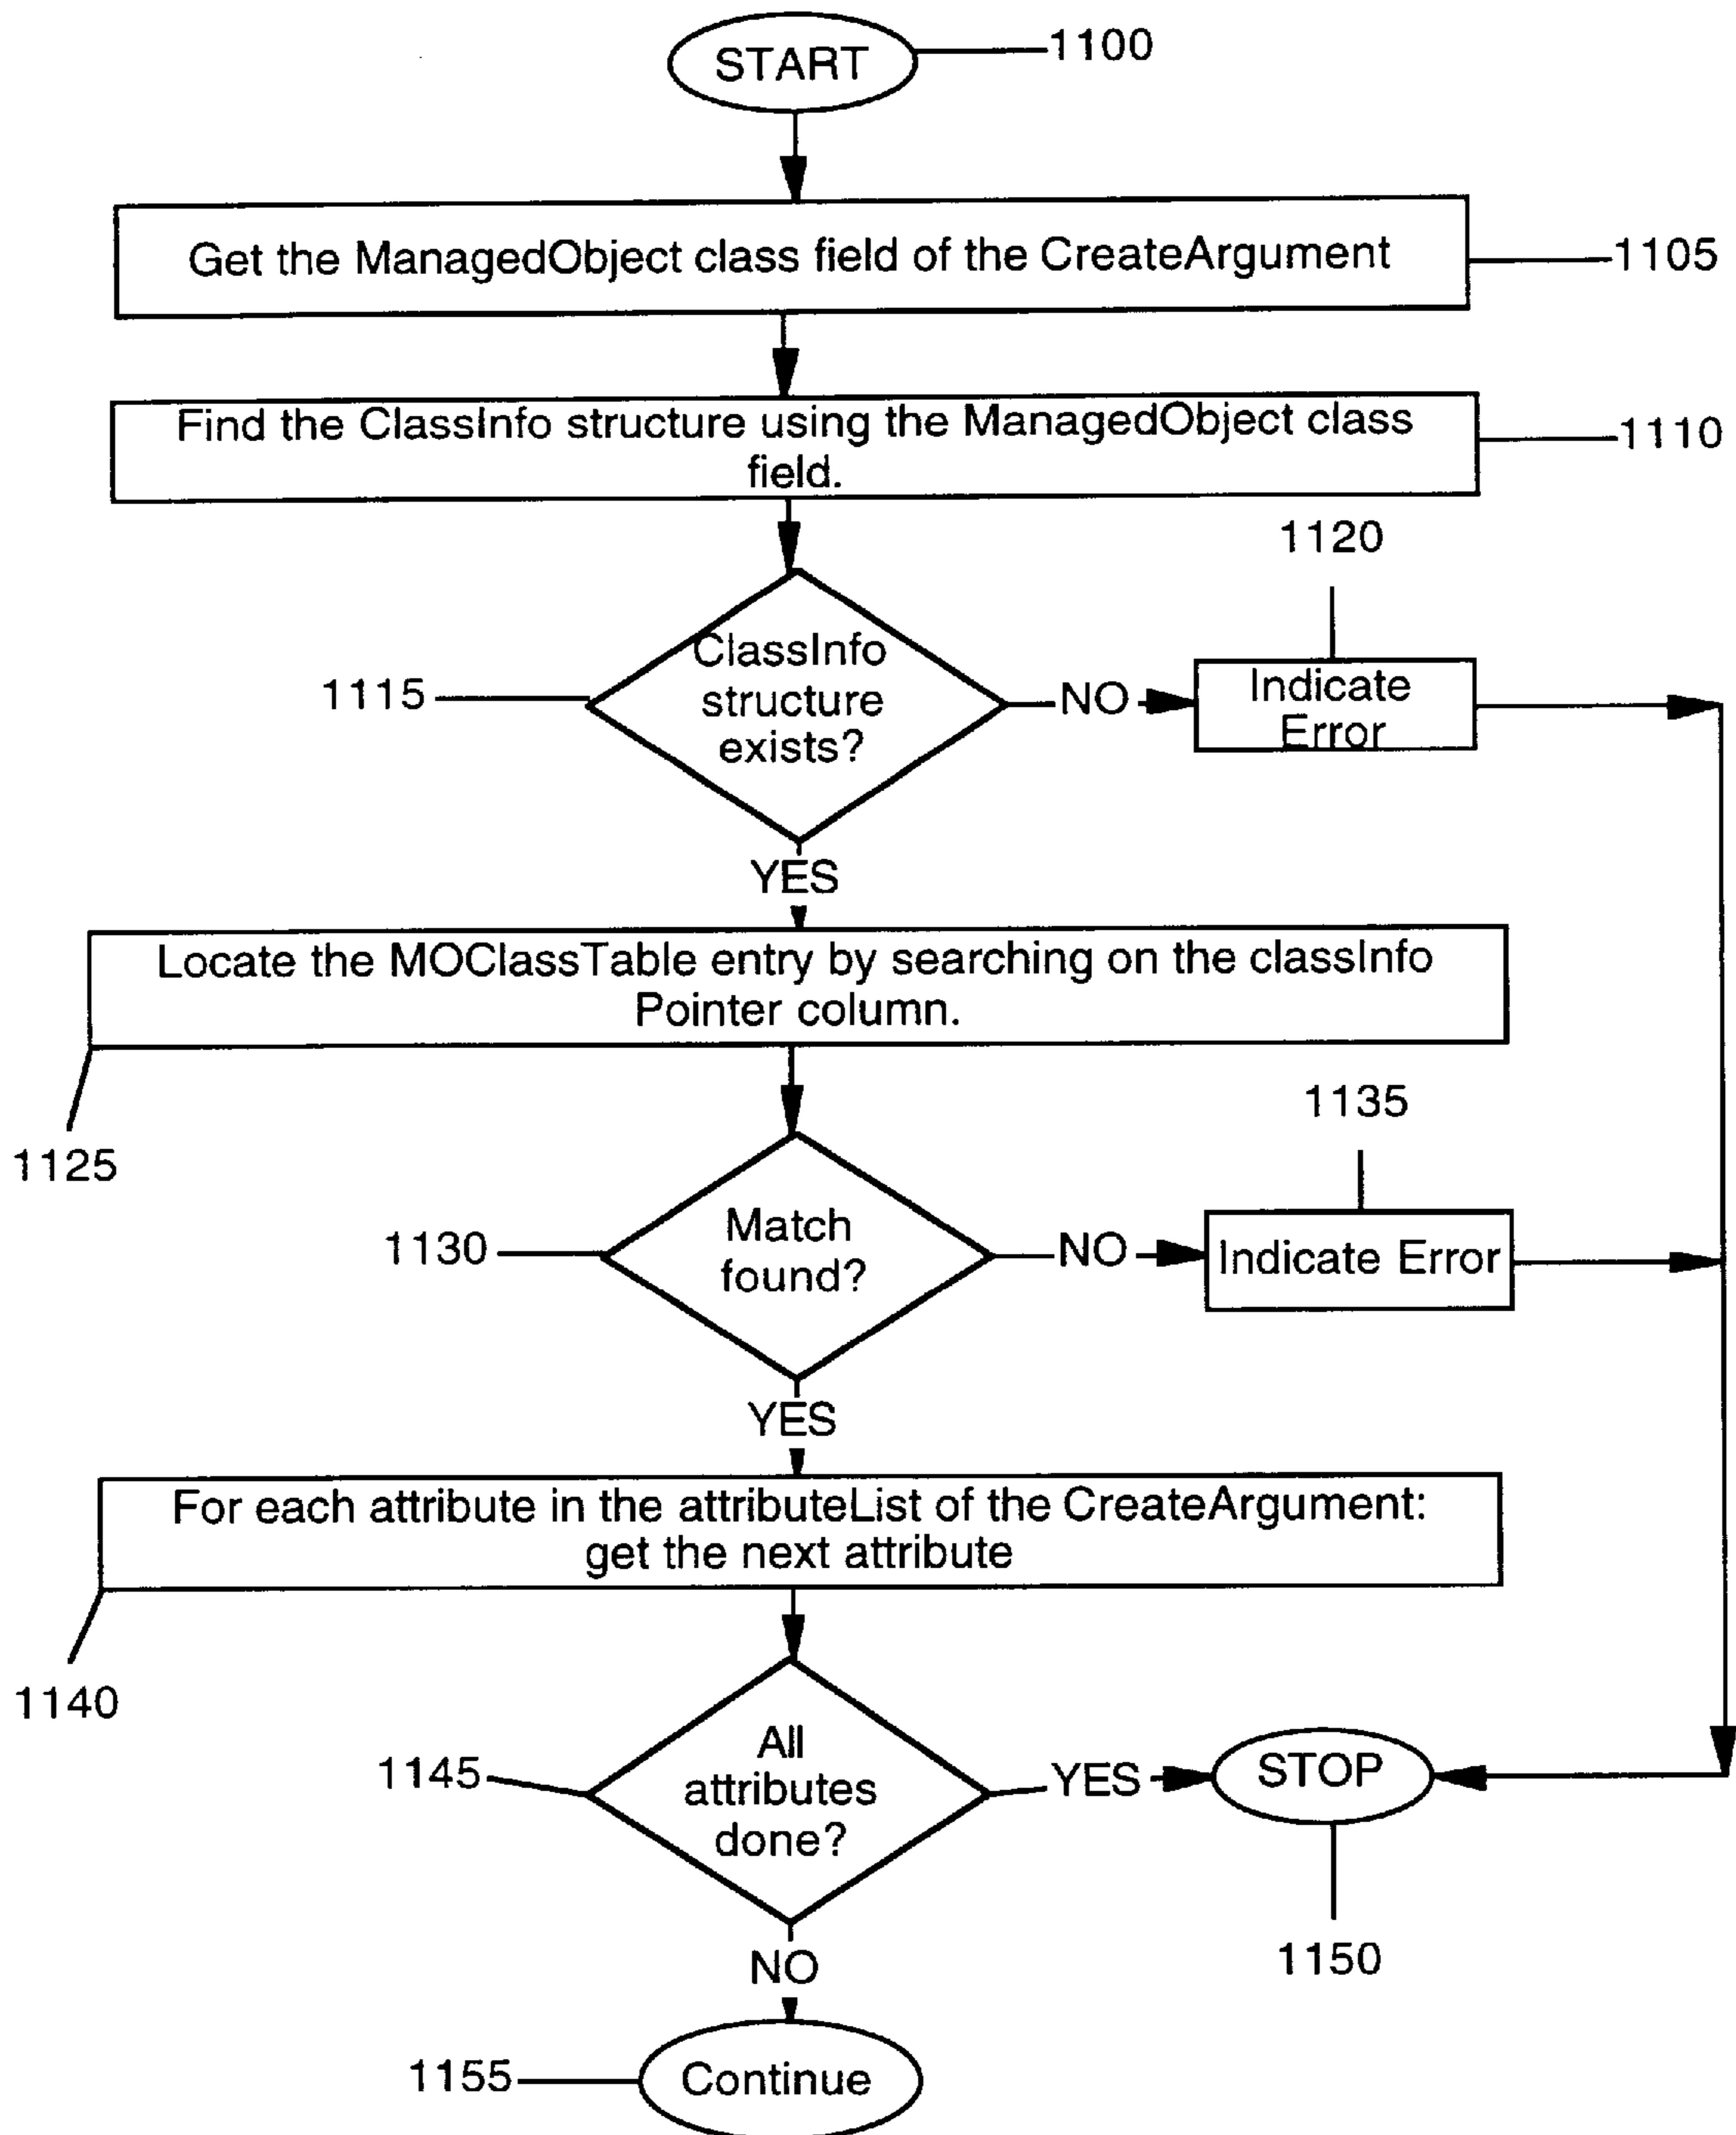 START
1100
Get the ManagedObject class field of the CreateArgument
1105
Find the ClassInfo structure using the ManagedObject class
field.
1110
1120
ClassInfo
structure
exists?
1115
NO
Indicate
Error
YES
Locate the MOClassTable entry by searching on the classInfo
Pointer column.
1125
1135
Match
found?
1130
NO
Indicate Error
YES
For each attribute in the attributeList of the CreateArgument:
get the next attribute
1140
All
attributes
done?
1145
YES
STOP
1150
NO
Continue
1155